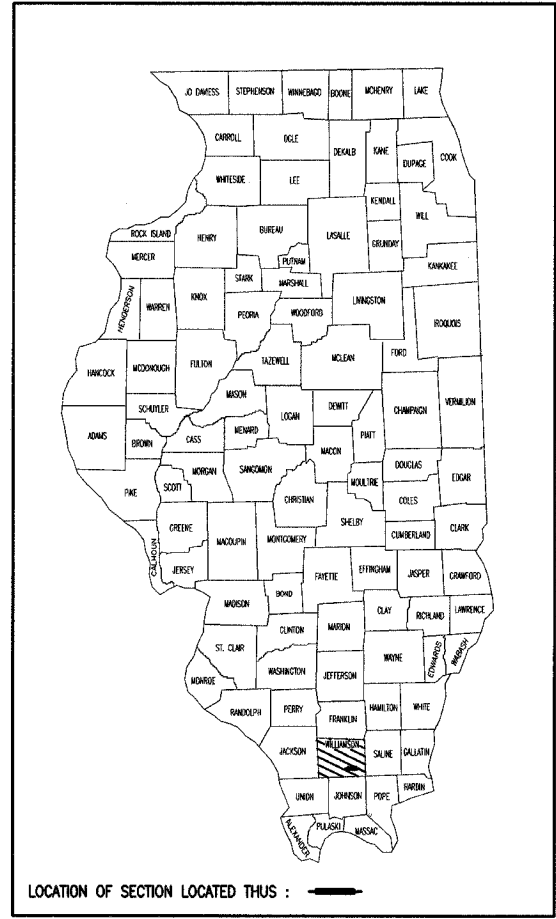 JO DAVIESS STEPHENSON WINNEBAGO BOONE MCHENRY LAKE
CARROLL OGLE DEKALB KANE COOK
DUPAGE
WHITESIDE LEE
KENDALL WILL
ROCK ISLAND HENRY BUREAU LASALLE GRUNDAY
MERCER PUTNAM KANKAKEE
STARK MARSHALL
HENDERSON WARREN KNOX PEORIA WOODFORD LIVINGSTON IROQUOIS
HANCOCK MCDONOUGH FULTON TAZEWELL MCLEAN FORD
MASON
SCHUYLER LOGAN DEWITT CHAMPAIGN VERMILION
ADAMS BROWN CASS MENARD MACON PIATT
MORGAN SANGOMON DOUGLAS EDGAR
PIKE SCOTT CHRISTIAN MOULTRIE COLES
GREENE MACOUPIN MONTGOMERY SHELBY CUMBERLAND CLARK
CALHOUN JERSEY FAYETTE EFFINGHAM JASPER CRAWFORD
MADISON BOND
CLAY RICHLAND LAWRENCE
CLINTON MARION
ST. CLAIR WAYNE EDWARDS WABASH
WASHINGTON JEFFERSON
MONROE
RANDOLPH PERRY HAMILTON WHITE
FRANKLIN
JACKSON WILLIAMSON SALINE GALLATIN
UNION JOHNSON POPE HARDIN
ALEXANDER PULASKI MASSAC
LOCATION OF SECTION LOCATED THUS :